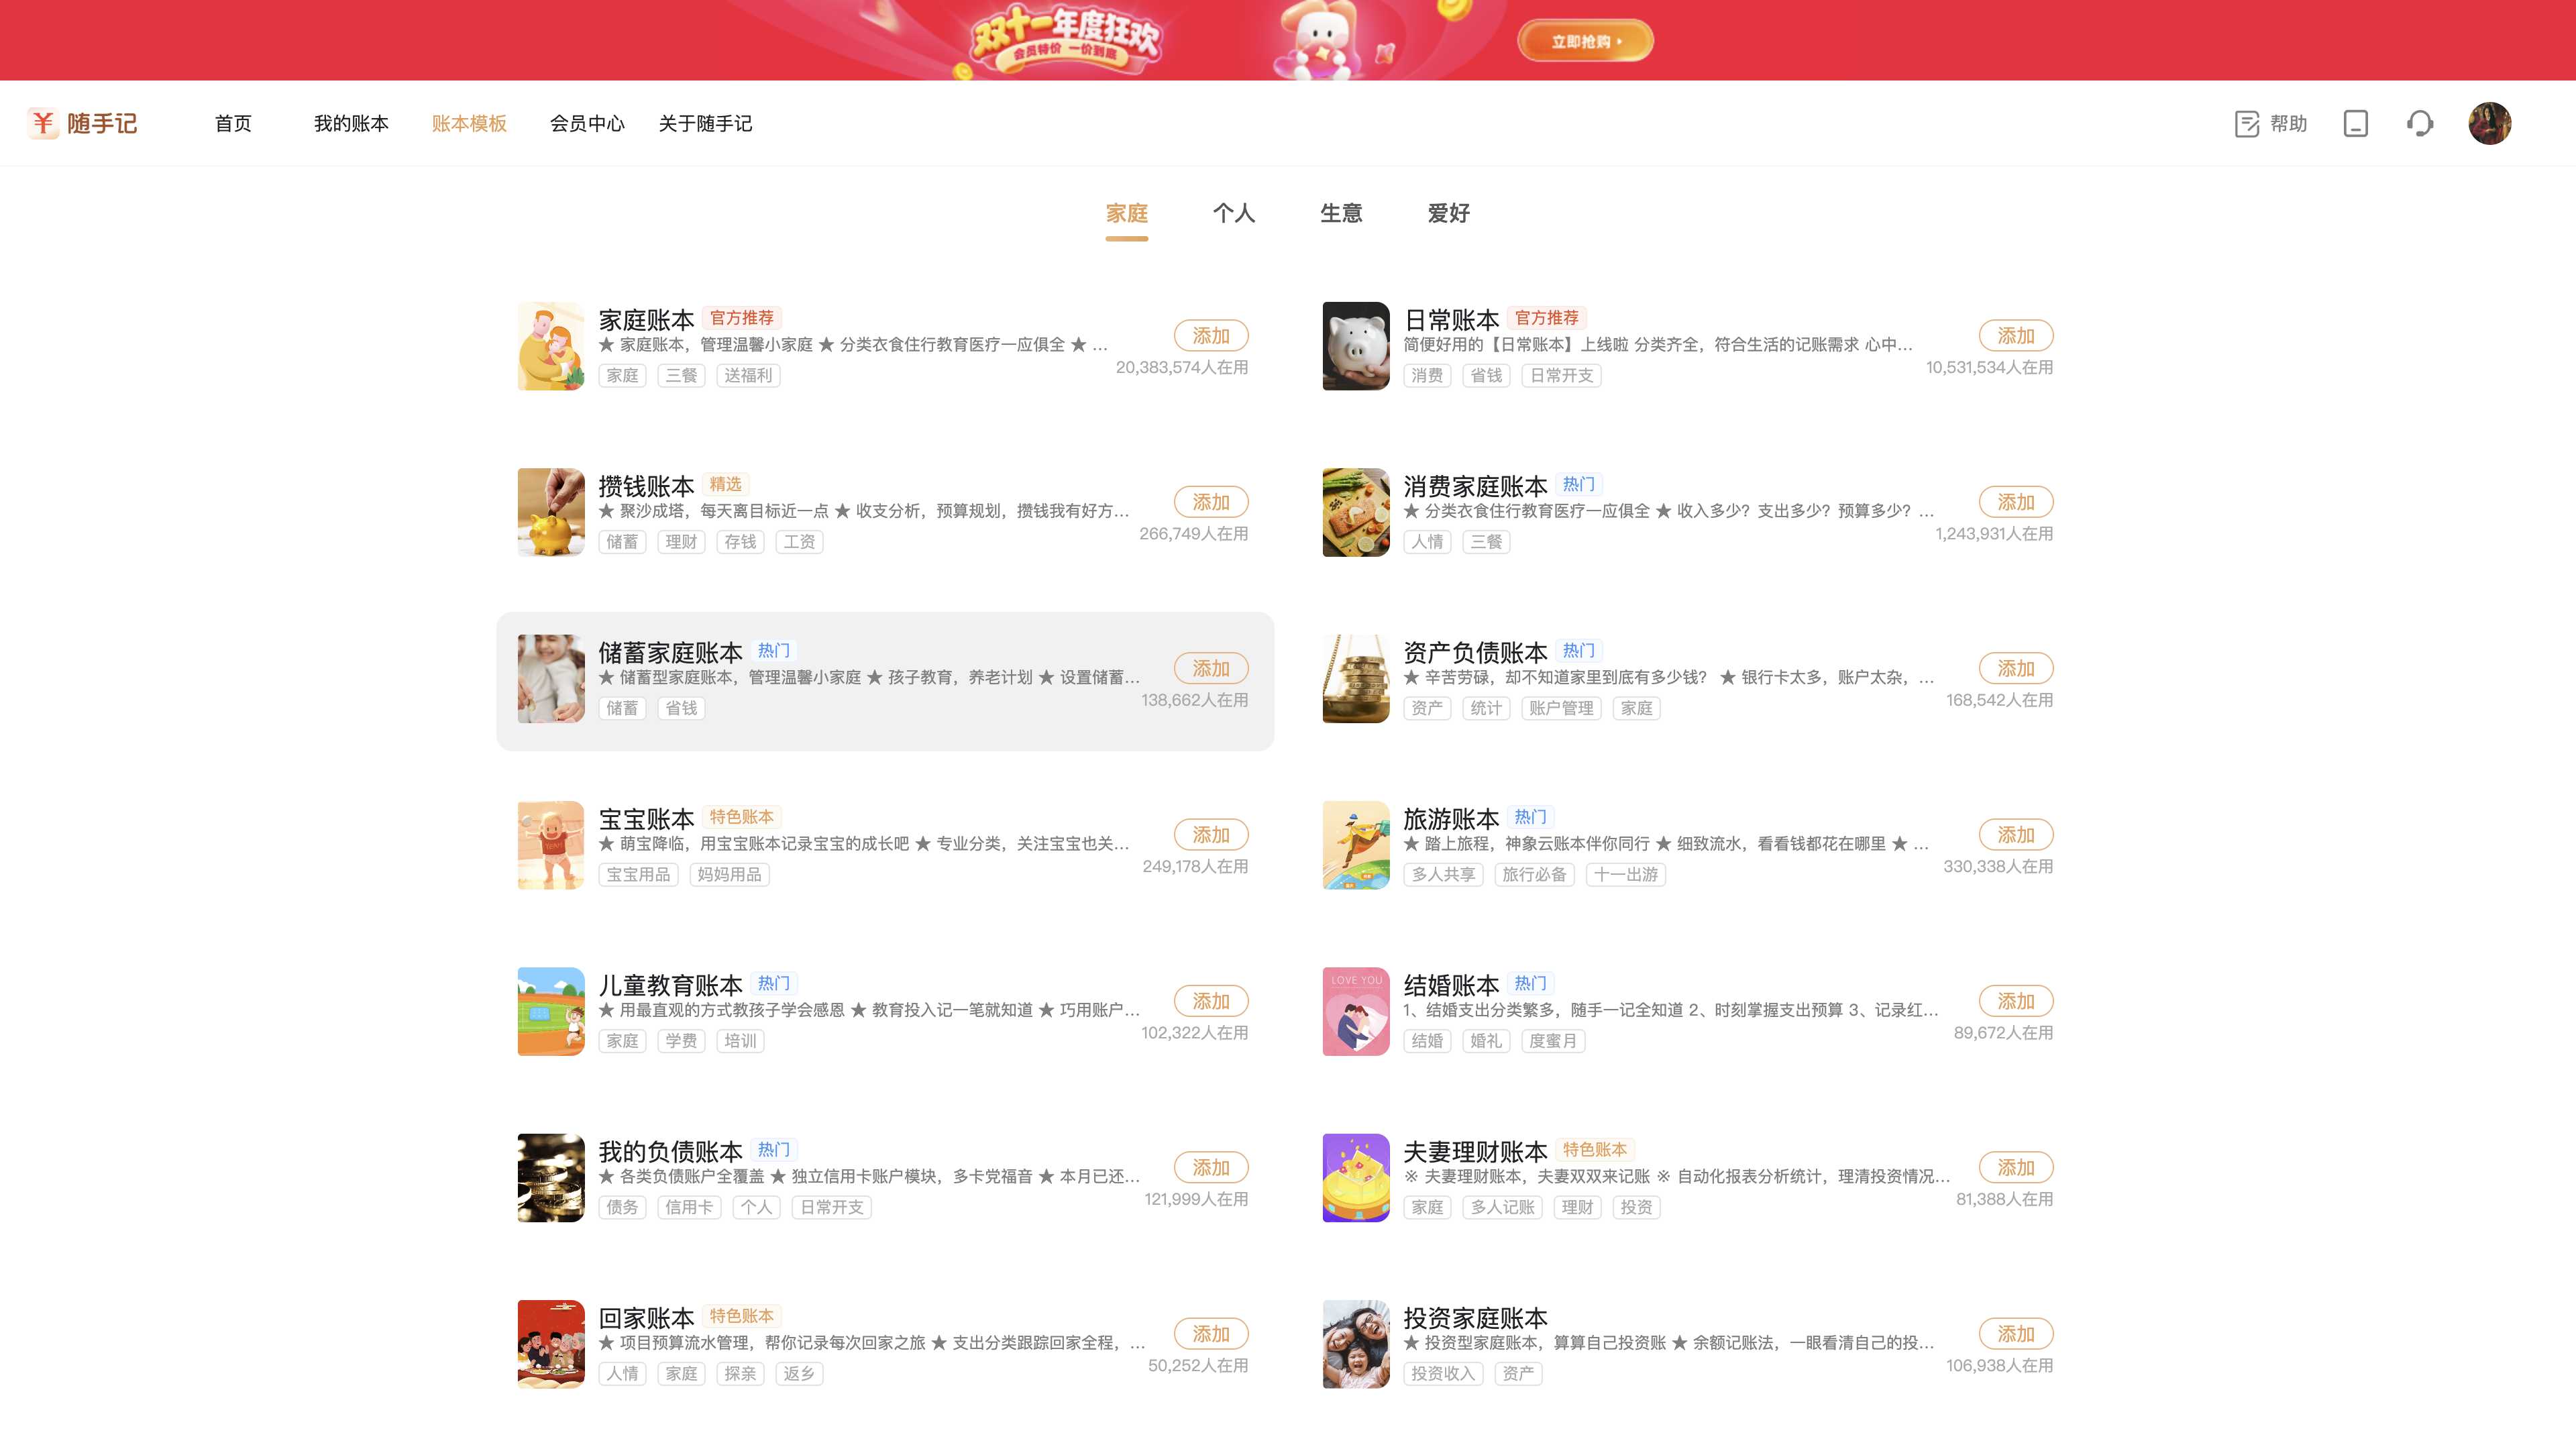 双十一年度狂欢
会员特价 一价到底
立即抢购
随手记
首页 我的账本 账本模板 会员中心 关于随手记
帮助
家庭 个人 生意 爱好
家庭账本 官方推荐
★ 家庭账本，管理温馨小家庭 ★ 分类衣食住行教育医疗一应俱全 ★ ...
家庭 三餐 送福利
添加
20,383,574人在用
日常账本 官方推荐
简便好用的【日常账本】上线啦 分类齐全，符合生活的记账需求 心中...
消费 省钱 日常开支
添加
10,531,534人在用
攒钱账本 精选
★ 聚沙成塔，每天离目标近一点 ★ 收支分析，预算规划，攒钱我有好方...
储蓄 理财 存钱 工资
添加
266,749人在用
消费家庭账本 热门
★ 分类衣食住行教育医疗一应俱全 ★ 收入多少？支出多少？预算多少？...
人情 三餐
添加
1,243,931人在用
储蓄家庭账本 热门
★ 储蓄型家庭账本，管理温馨小家庭 ★ 孩子教育，养老计划 ★ 设置储蓄...
储蓄 省钱
添加
138,662人在用
资产负债账本 热门
★ 辛苦劳碌，却不知道家里到底有多少钱？ ★ 银行卡太多，账户太杂，...
资产 统计 账户管理 家庭
添加
168,542人在用
宝宝账本 特色账本
★ 萌宝降临，用宝宝账本记录宝宝的成长吧 ★ 专业分类，关注宝宝也关...
宝宝用品 妈妈用品
添加
249,178人在用
旅游账本 热门
★ 踏上旅程，神象云账本伴你同行 ★ 细致流水，看看钱都花在哪里 ★ ...
多人共享 旅行必备 十一出游
添加
330,338人在用
儿童教育账本 热门
★ 用最直观的方式教孩子学会感恩 ★ 教育投入记一笔就知道 ★ 巧用账户...
家庭 学费 培训
添加
102,322人在用
LOVE YOU
结婚账本 热门
1、结婚支出分类繁多，随手一记全知道 2、时刻掌握支出预算 3、记录红...
结婚 婚礼 度蜜月
添加
89,672人在用
我的负债账本 热门
★ 各类负债账户全覆盖 ★ 独立信用卡账户模块，多卡党福音 ★ 本月已还...
债务 信用卡 个人 日常开支
添加
121,999人在用
夫妻理财账本 特色账本
※ 夫妻理财账本，夫妻双双来记账 ※ 自动化报表分析统计，理清投资情况...
家庭 多人记账 理财 投资
添加
81,388人在用
回家账本 特色账本
★ 项目预算流水管理，帮你记录每次回家之旅 ★ 支出分类跟踪回家全程，...
人情 家庭 探亲 返乡
添加
50,252人在用
投资家庭账本
★ 投资型家庭账本，算算自己投资账 ★ 余额记账法，一眼看清自己的投...
投资收入 资产
添加
106,938人在用